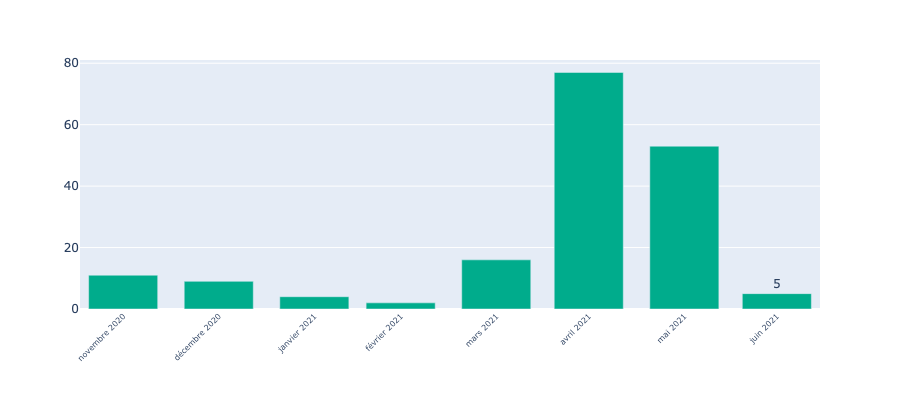 80
60
40
20
0
5
novembre 2020
décembre 2020
janvier 2021
février 2021
mars 2021
avril 2021
mai 2021
juin 2021